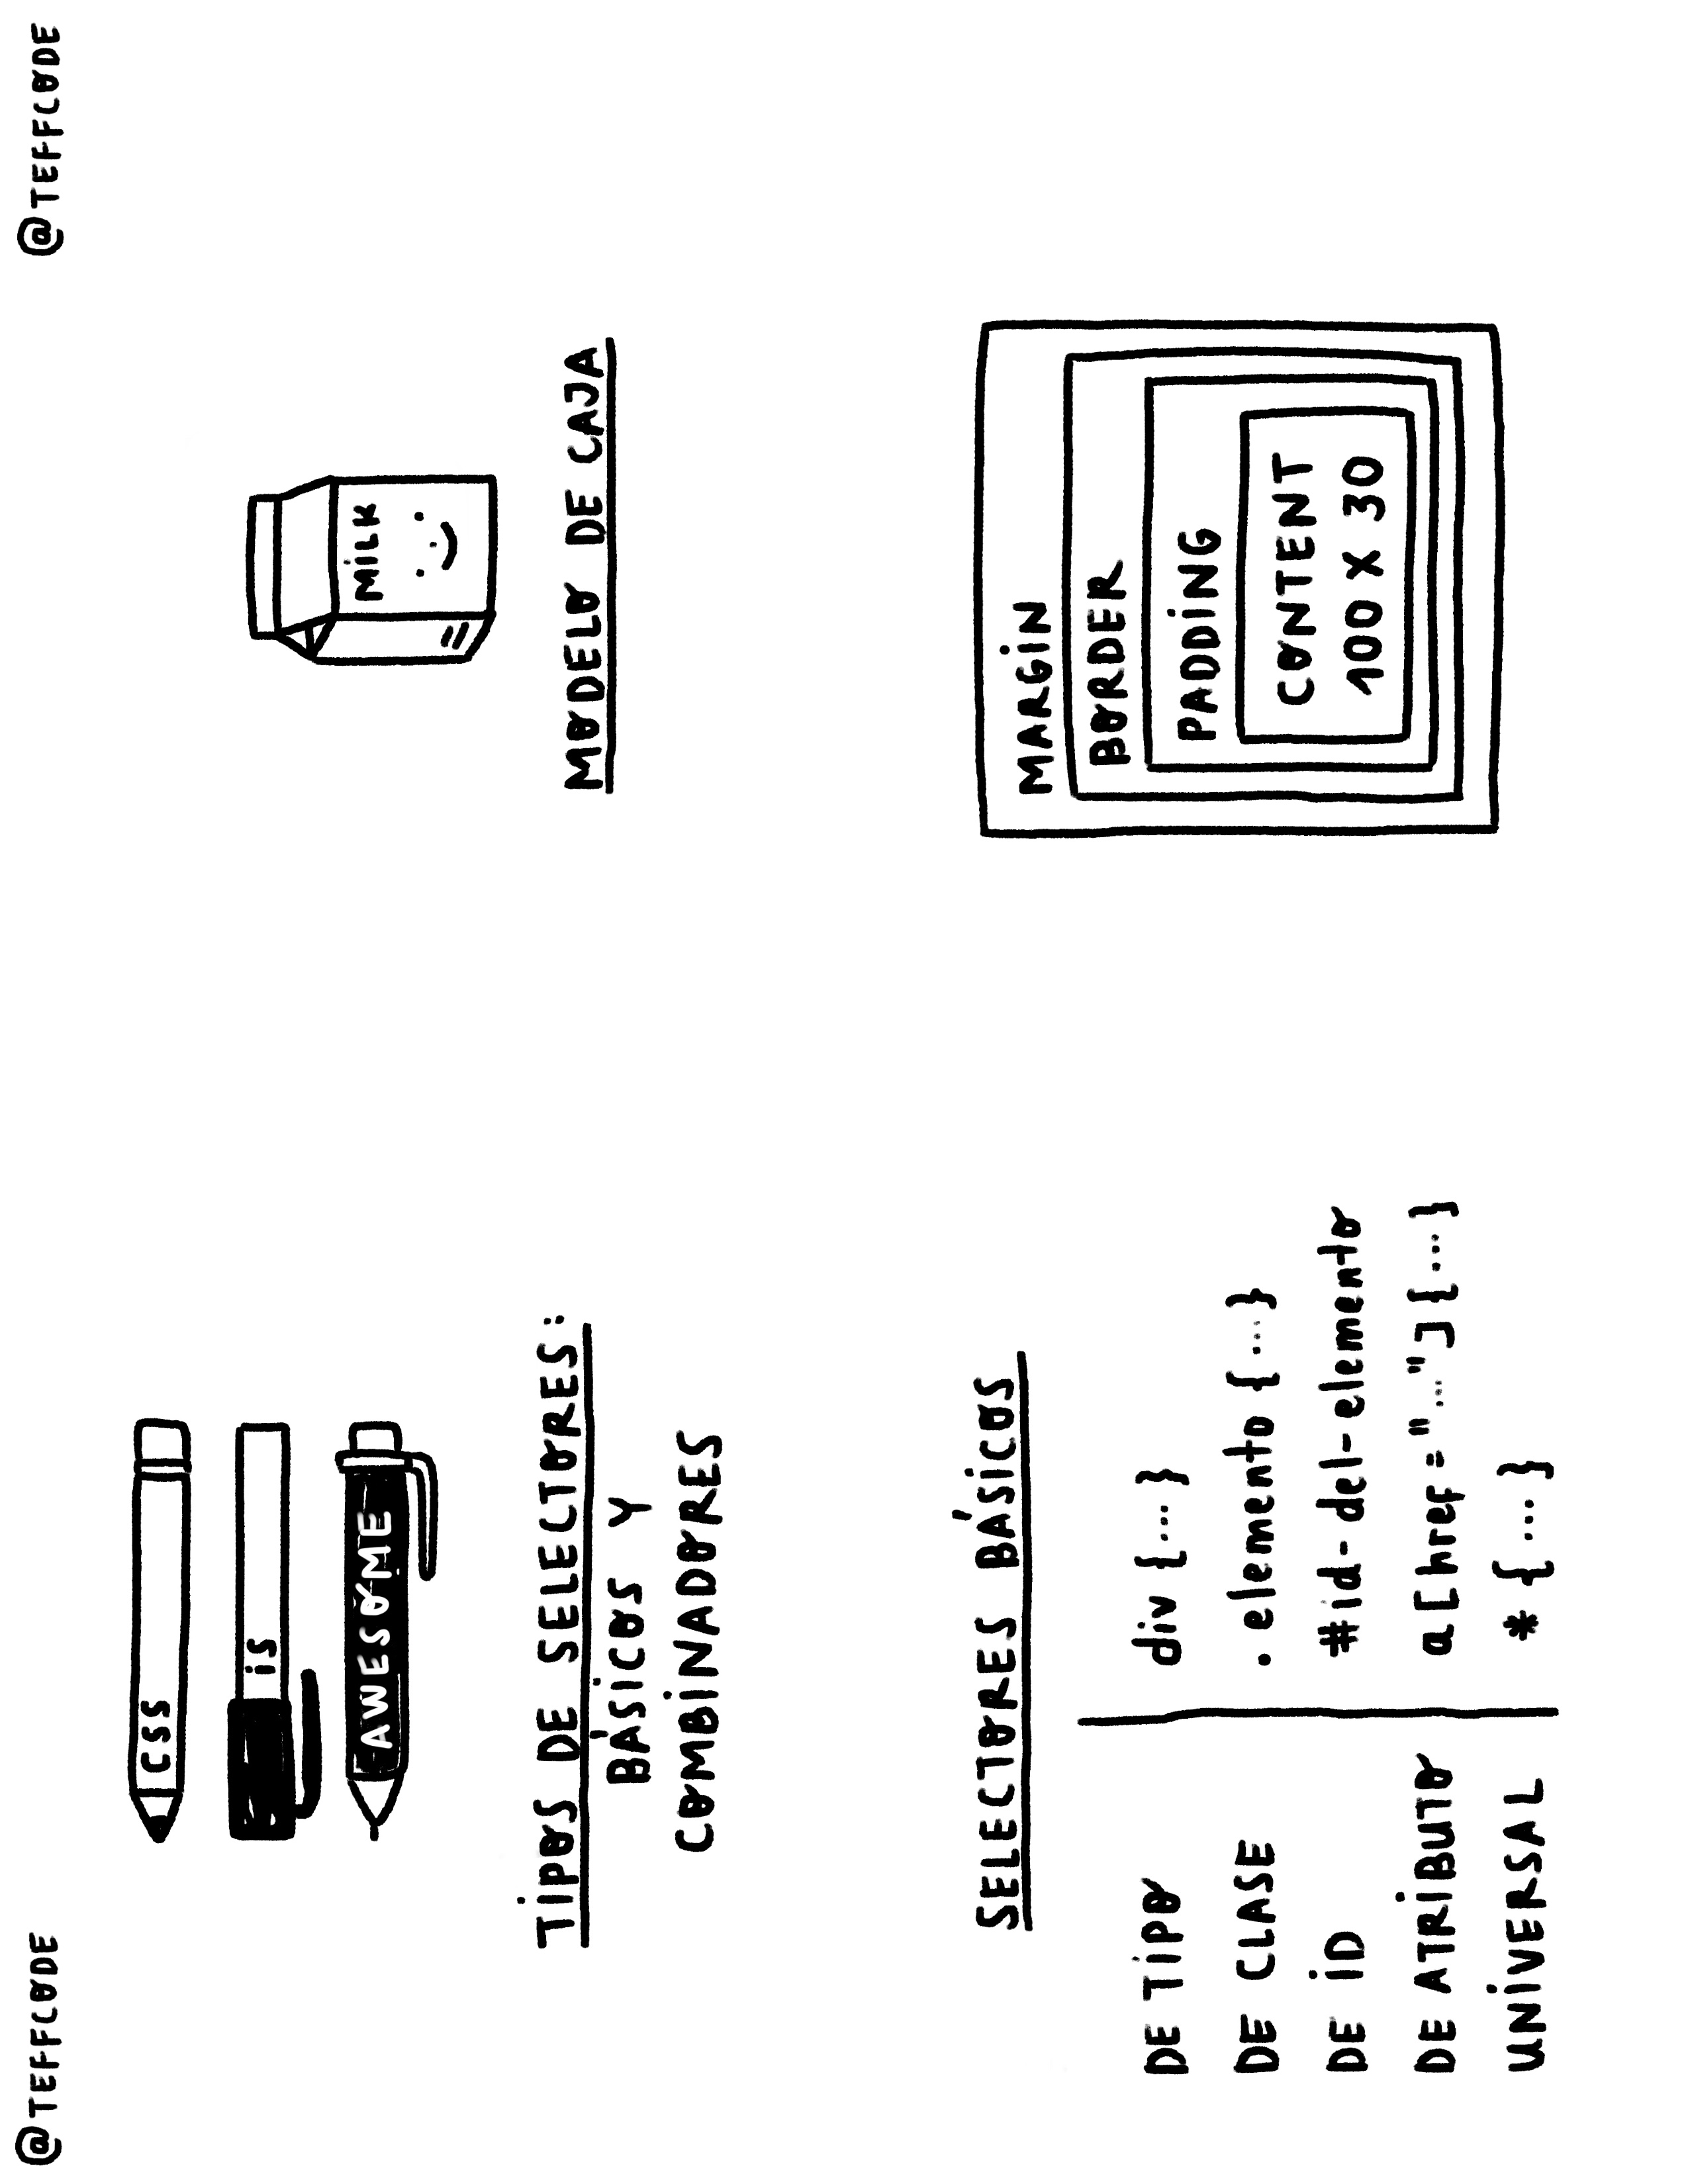 @TEFFCODE
CSS
is
AWESOME
TIPOS DE SELECTORES:
BÁSICOS Y
COMBINADORES
SELECTORES BÁSICOS
DE TIPO div {...}
DE CLASE .elemento {...}
DE ID #id-del-elemento
DE ATRIBUTO a[href="..."]{...}
UNIVERSAL * {...}
@TEFFCODE
MILK
MODELO DE CAJA
MARGIN
BORDER
PADDING
CONTENT
100 X 30